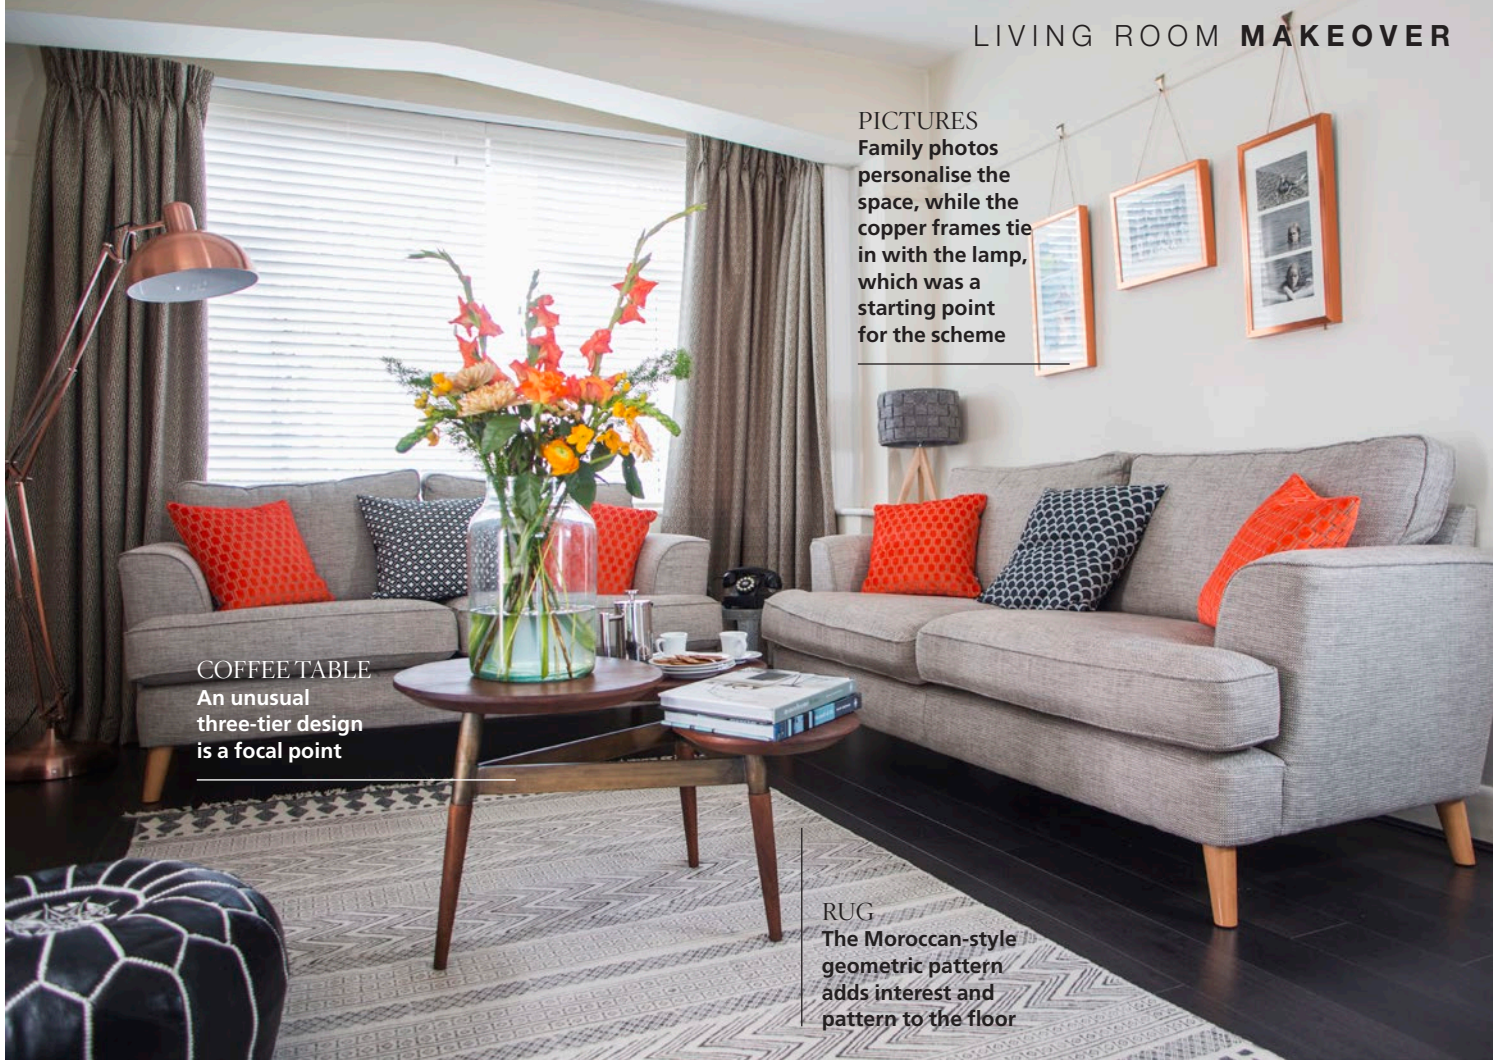 LIVING ROOM MAKEOVER
PICTURES
Family photos
personalise the
space, while the
copper frames tie
in with the lamp,
which was a
starting point
for the scheme
COFFEE TABLE
An unusual
three-tier design
is a focal point
RUG
The Moroccan-style
geometric pattern
adds interest and
pattern to the floor